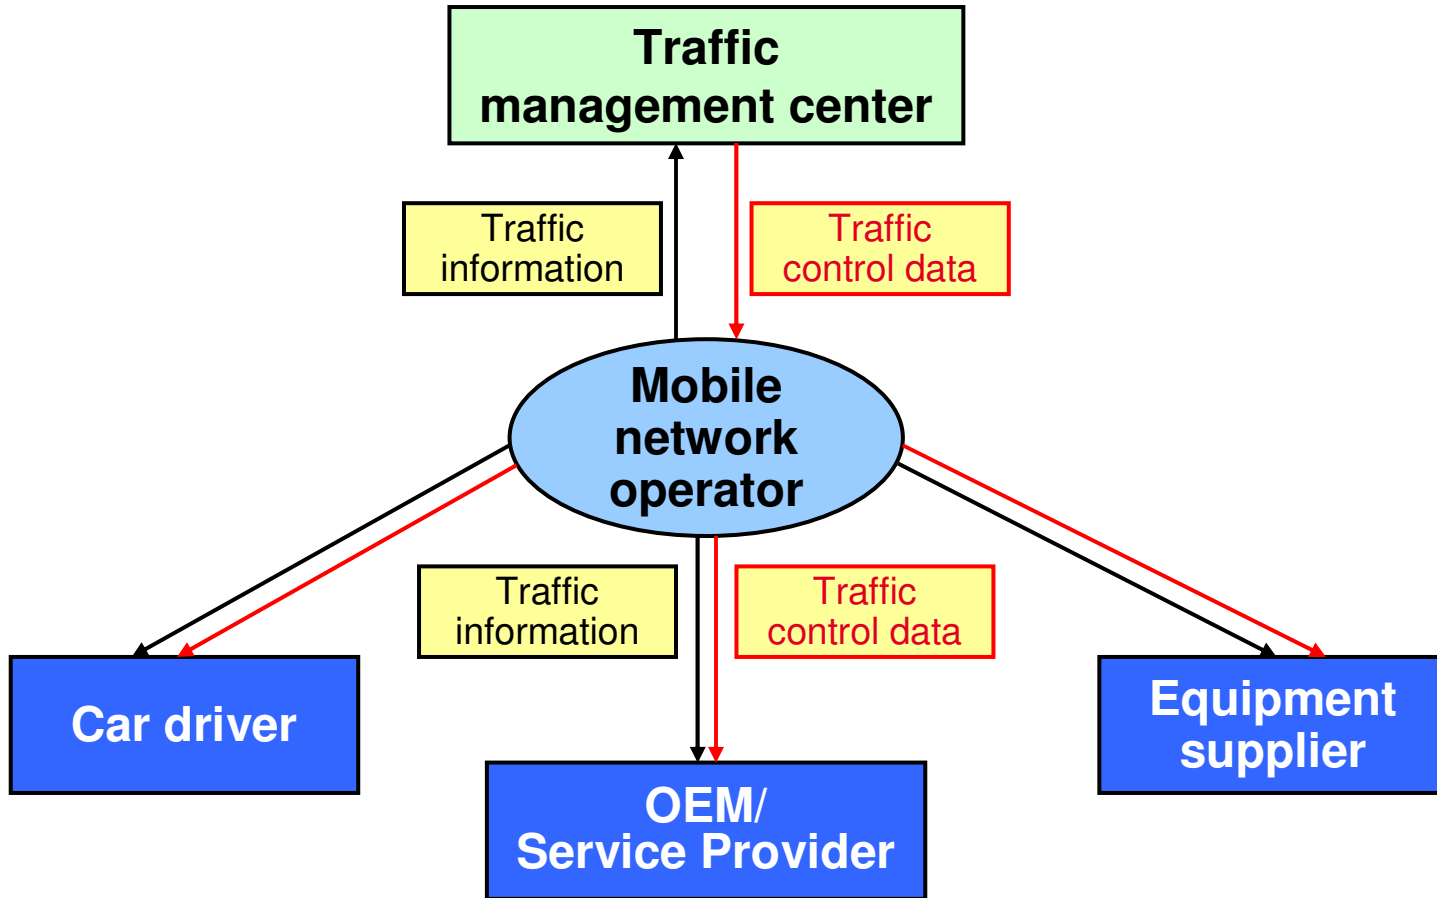 Traffic
management center
Traffic
information
Traffic
control data
Mobile
network
operator
Traffic
information
Traffic
control data
Car driver
OEM/
Service Provider
Equipment
supplier